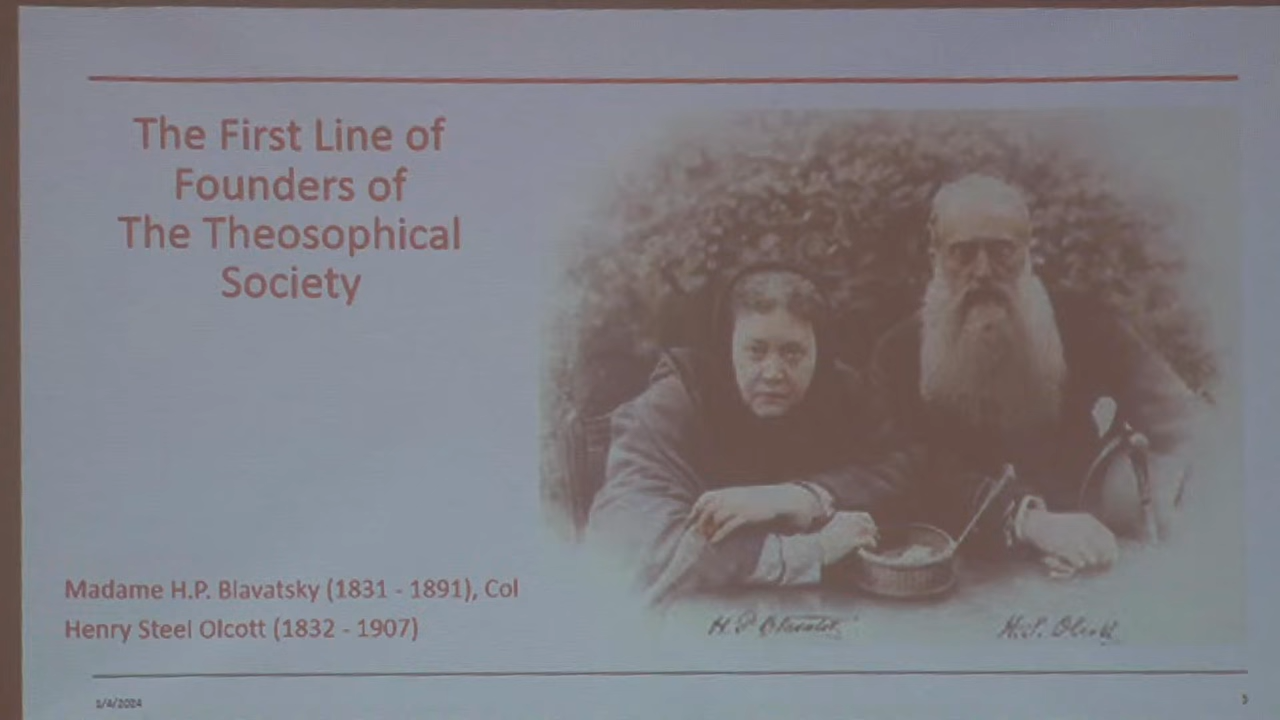 The First Line of
Founders of
The Theosophical
Society
Madame H.P. Blavatsky (1831 - 1891), Col
Henry Steel Olcott (1832 - 1907)
H.P. Blavatsky
H.S. Olcott
1/4/2024